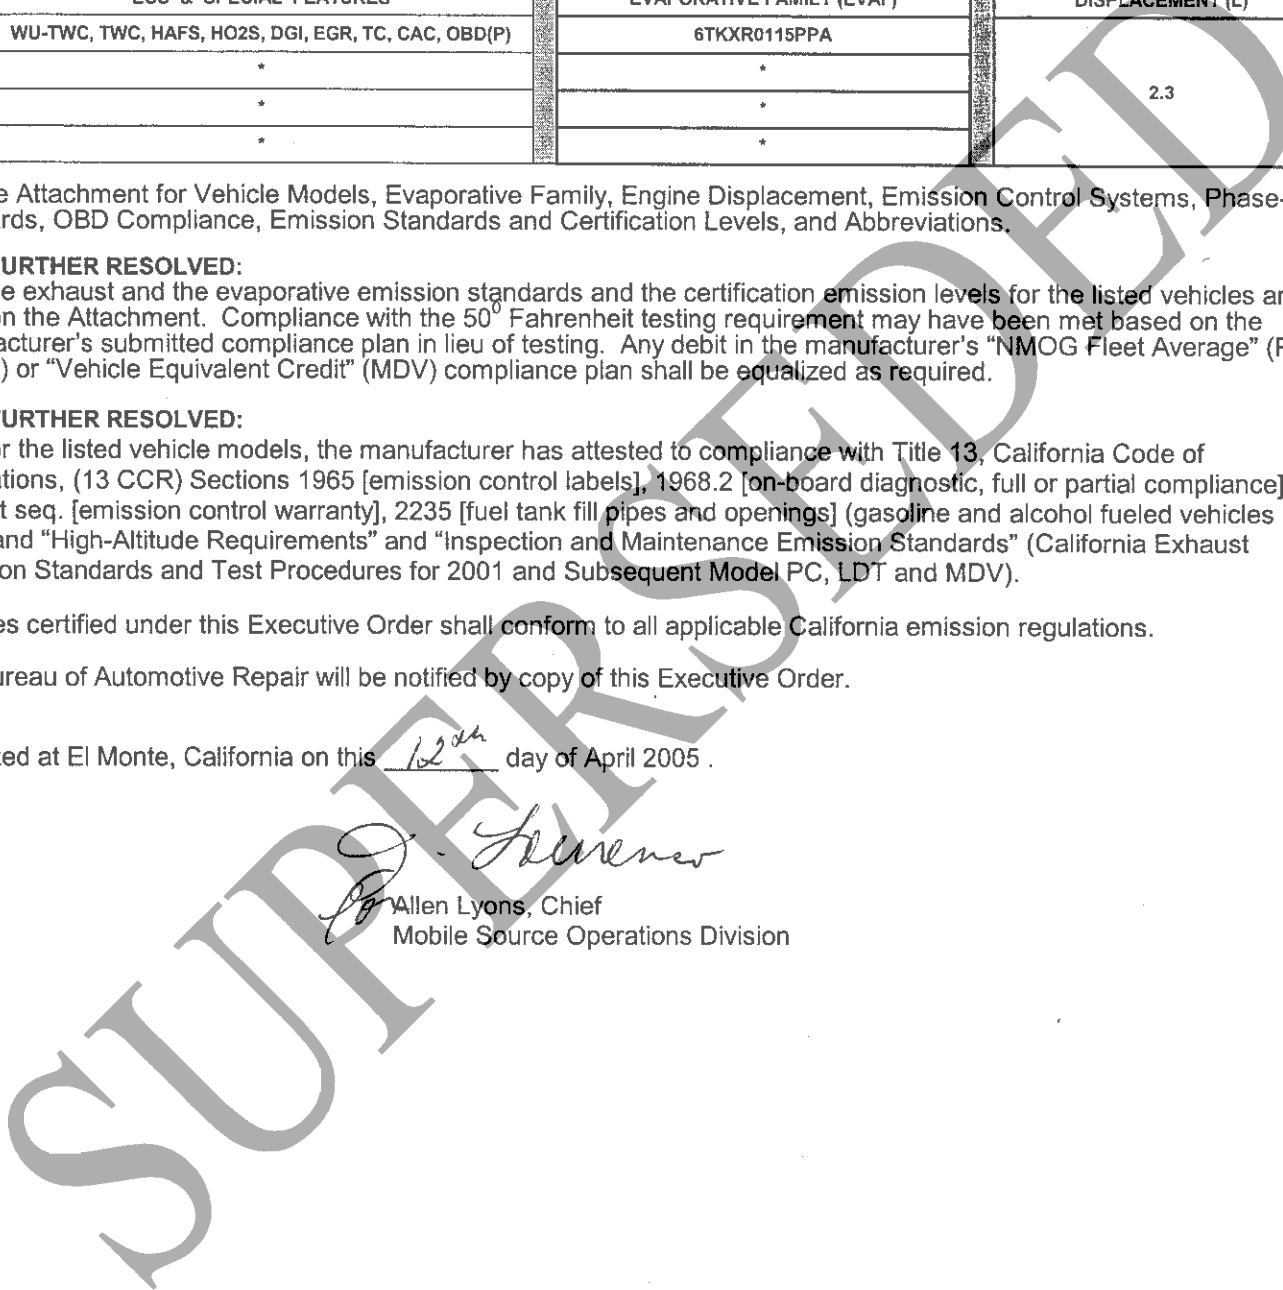 ECS & SPECIAL FEATURES EVAPORATIVE FAMILY (EVAF) DISPLACEMENT (L)
WU-TWC, TWC, HAFS, HO2S, DGI, EGR, TC, CAC, OBD(P) 6TKXR0115PPA
* *
2.3
* *
* *
e Attachment for Vehicle Models, Evaporative Family, Engine Displacement, Emission Control Systems, Phase-
rds, OBD Compliance, Emission Standards and Certification Levels, and Abbreviations.
URTHER RESOLVED:
e exhaust and the evaporative emission standards and the certification emission levels for the listed vehicles ar
on the Attachment. Compliance with the 50⁰ Fahrenheit testing requirement may have been met based on the
acturer's submitted compliance plan in lieu of testing. Any debit in the manufacturer's "NMOG Fleet Average" (P
) or "Vehicle Equivalent Credit" (MDV) compliance plan shall be equalized as required.
URTHER RESOLVED:
r the listed vehicle models, the manufacturer has attested to compliance with Title 13, California Code of
tions, (13 CCR) Sections 1965 [emission control labels], 1968.2 [on-board diagnostic, full or partial compliance]
t seq. [emission control warranty], 2235 [fuel tank fill pipes and openings] (gasoline and alcohol fueled vehicles
and "High-Altitude Requirements" and "Inspection and Maintenance Emission Standards" (California Exhaust
on Standards and Test Procedures for 2001 and Subsequent Model PC, LDT and MDV).
es certified under this Executive Order shall conform to all applicable California emission regulations.
ureau of Automotive Repair will be notified by copy of this Executive Order.
ted at El Monte, California on this 12th day of April 2005 .
Allen Lyons, Chief
Mobile Source Operations Division
SUPERSEDED